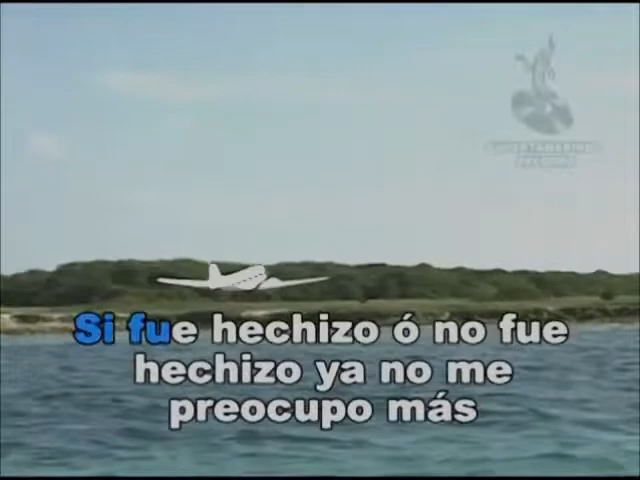 Si fue hechizo ó no fue
hechizo ya no me
preocupo más